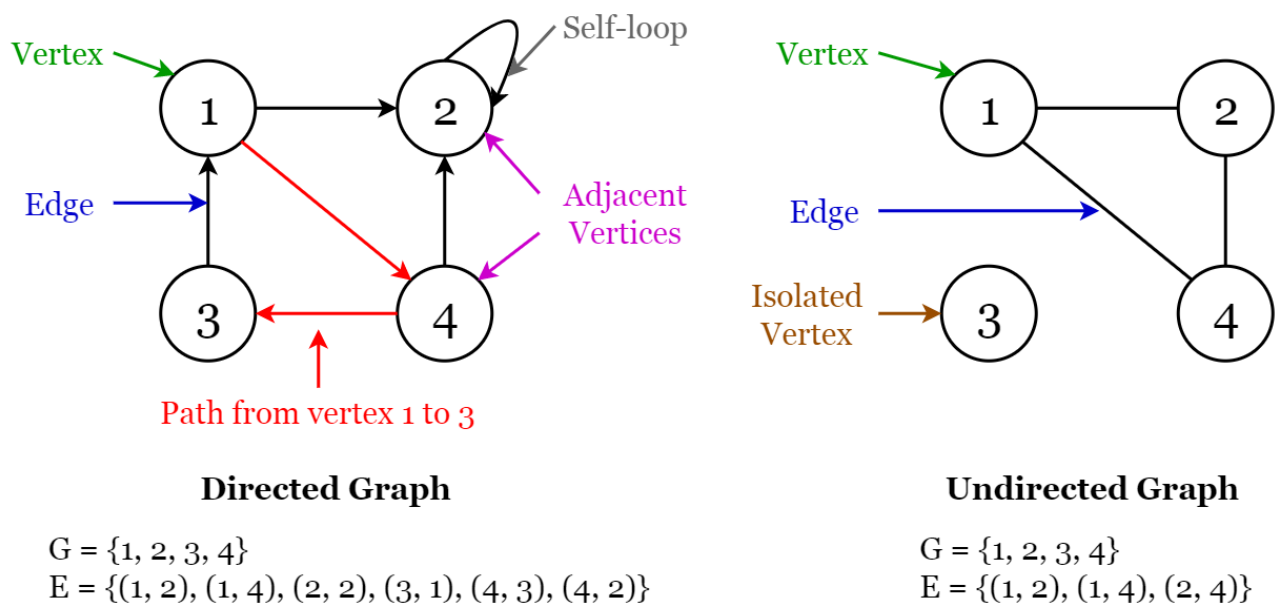 Self-loop
Vertex
1
2
Edge
Adjacent
Vertices
3
4
Path from vertex 1 to 3
Directed Graph
G = {1, 2, 3, 4}
E = {(1, 2), (1, 4), (2, 2), (3, 1), (4, 3), (4, 2)}
Vertex
1
2
Edge
Isolated
Vertex
3
4
Undirected Graph
G = {1, 2, 3, 4}
E = {(1, 2), (1, 4), (2, 4)}